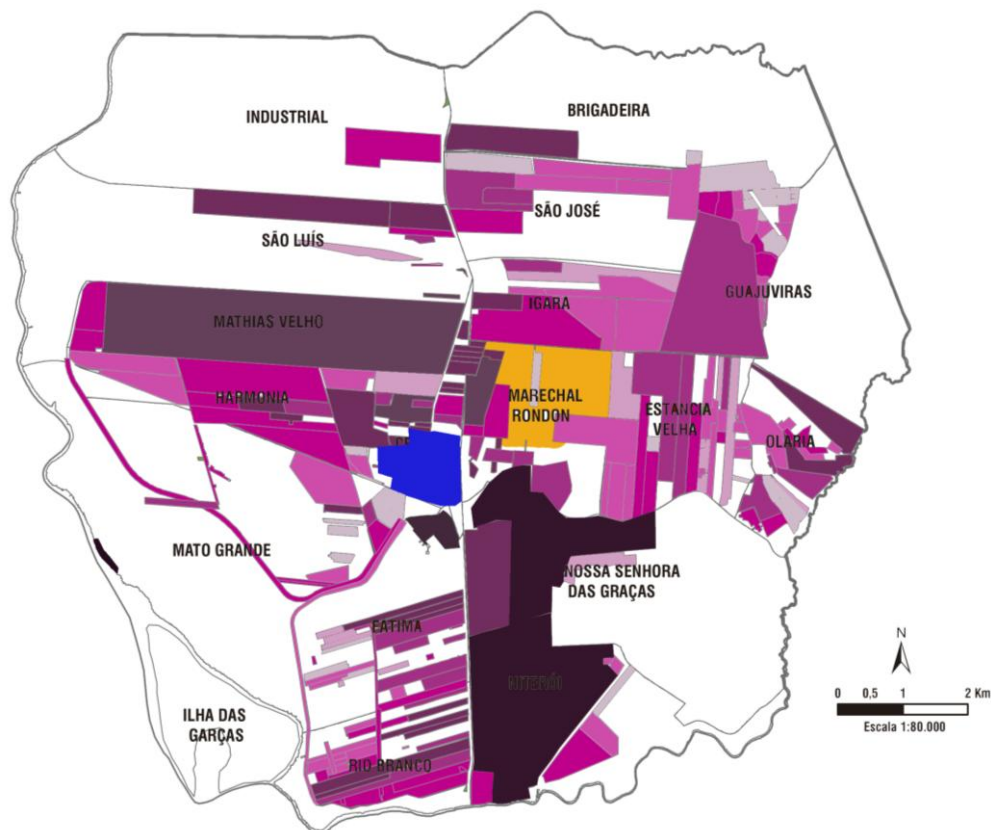 INDUSTRIAL
BRIGADEIRA
SÃO JOSÉ
SÃO LUÍS
GUAJUVIRAS
IGARA
MATHIAS VELHO
HARMONIA
MARECHAL
RONDON
ESTANCIA
VELHA
OLARIA
MATO GRANDE
NOSSA SENHORA
DAS GRAÇAS
FATIMA
NITERÓI
ILHA DAS
GARÇAS
RIO BRANCO
N
0 0,5 1 2 Km
Escala 1:80.000